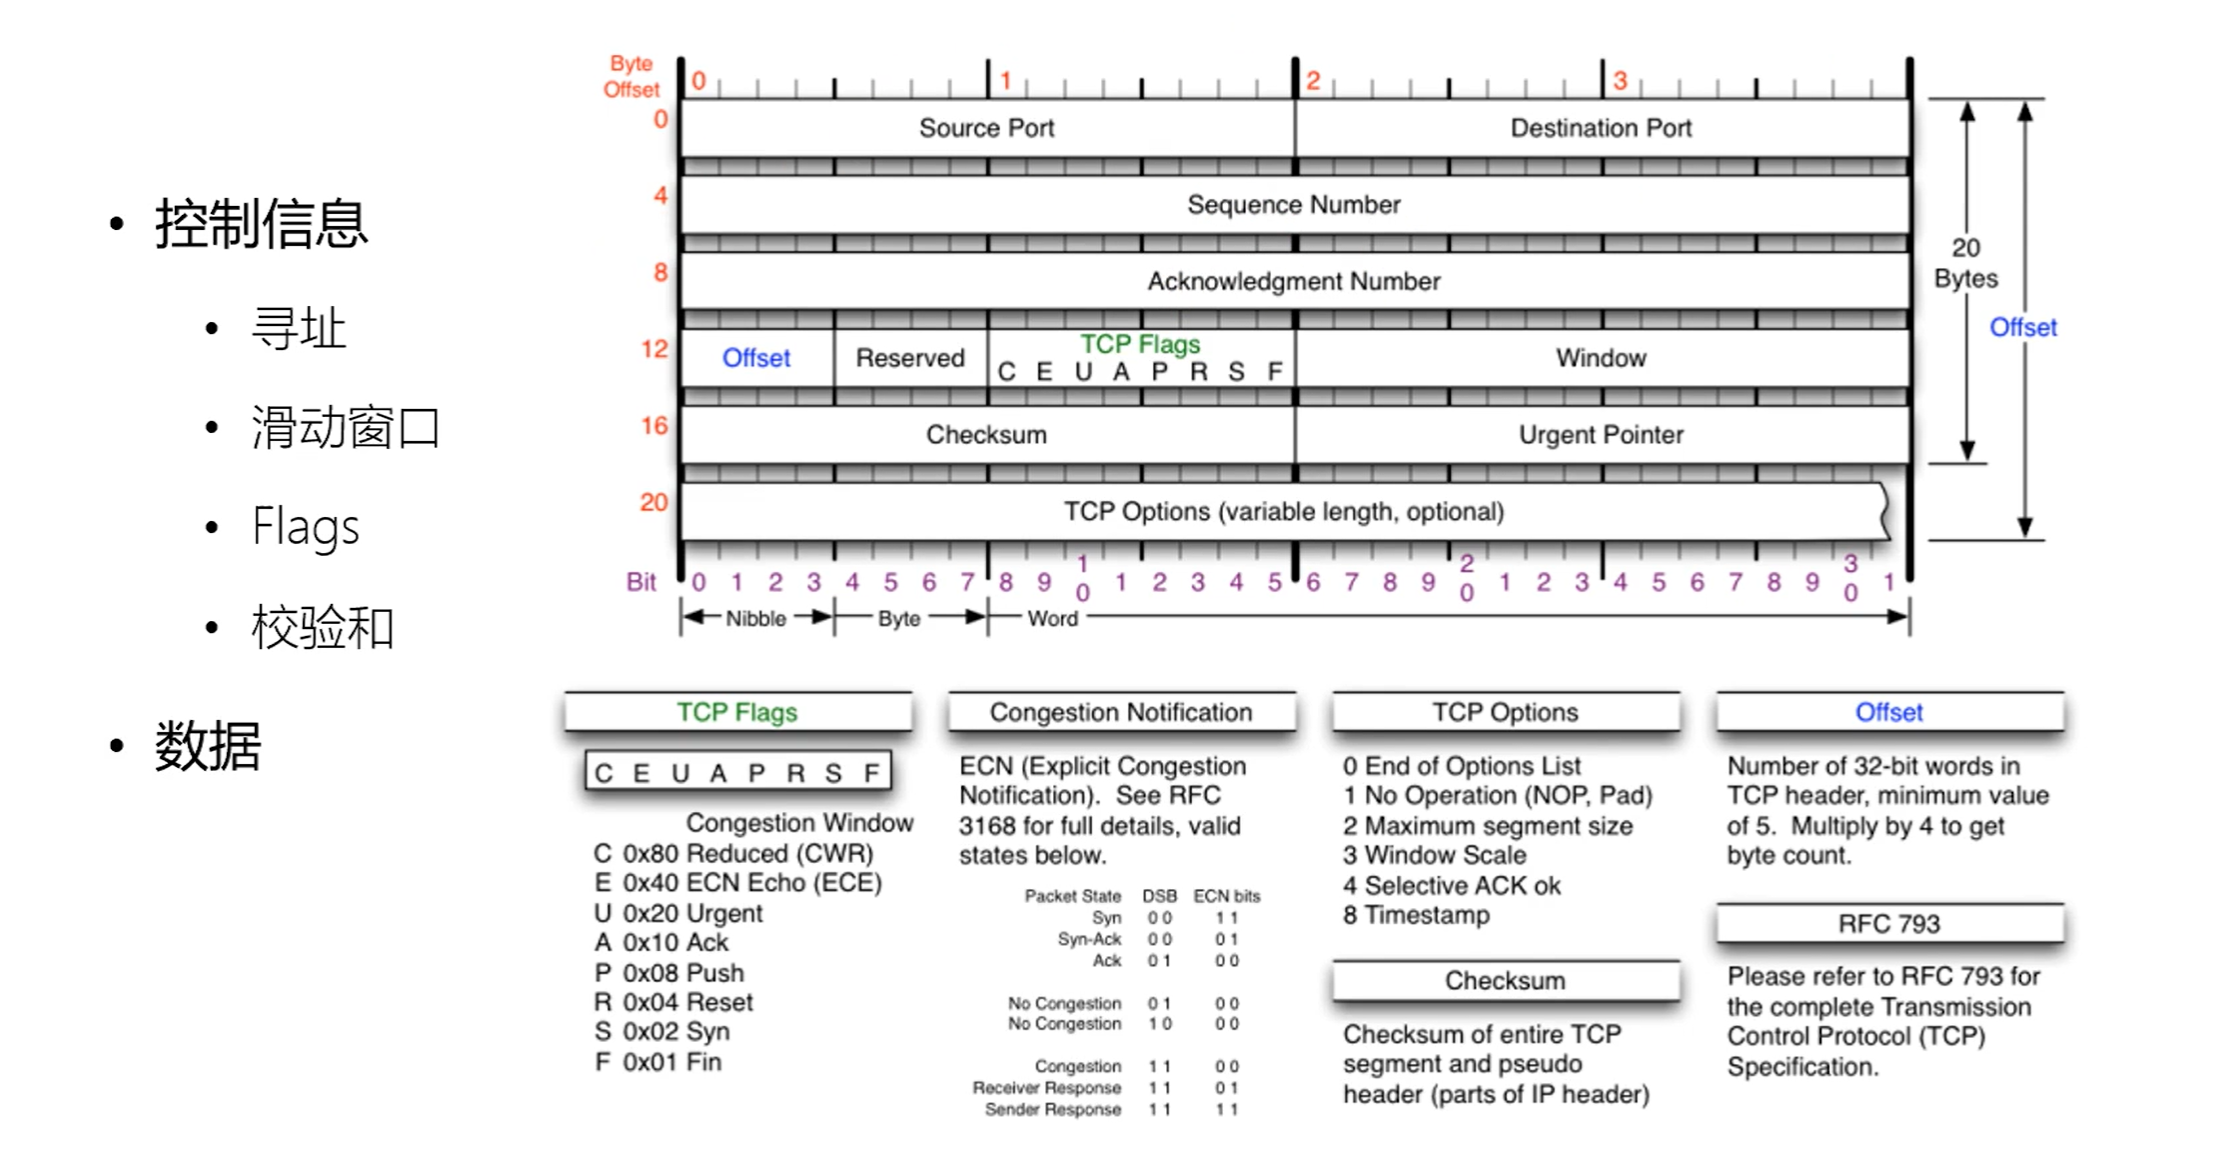 • 控制信息
• 寻址
• 滑动窗口
• Flags
• 校验和
• 数据
Byte
Offset
0 1 2 3
0 Source Port Destination Port
4 Sequence Number
8 Acknowledgment Number
12 Offset Reserved TCP Flags Window
C E U A P R S F
16 Checksum Urgent Pointer
20 TCP Options (variable length, optional)
20
Bytes
Offset
Bit 0 1 2 3 4 5 6 7 8 9 10 1 2 3 4 5 6 7 8 9 20 1 2 3 4 5 6 7 8 9 30 1
Nibble Byte Word
TCP Flags
C E U A P R S F
Congestion Window
C 0x80 Reduced (CWR)
E 0x40 ECN Echo (ECE)
U 0x20 Urgent
A 0x10 Ack
P 0x08 Push
R 0x04 Reset
S 0x02 Syn
F 0x01 Fin
Congestion Notification
ECN (Explicit Congestion
Notification). See RFC
3168 for full details, valid
states below.
Packet State DSB ECN bits
Syn 0 0 1 1
Syn-Ack 0 0 0 1
Ack 0 1 0 0
No Congestion 0 1 0 0
No Congestion 1 0 0 0
Congestion 1 1 0 0
Receiver Response 1 1 0 1
Sender Response 1 1 1 1
TCP Options
0 End of Options List
1 No Operation (NOP, Pad)
2 Maximum segment size
3 Window Scale
4 Selective ACK ok
8 Timestamp
Checksum
Checksum of entire TCP
segment and pseudo
header (parts of IP header)
Offset
Number of 32-bit words in
TCP header, minimum value
of 5. Multiply by 4 to get
byte count.
RFC 793
Please refer to RFC 793 for
the complete Transmission
Control Protocol (TCP)
Specification.